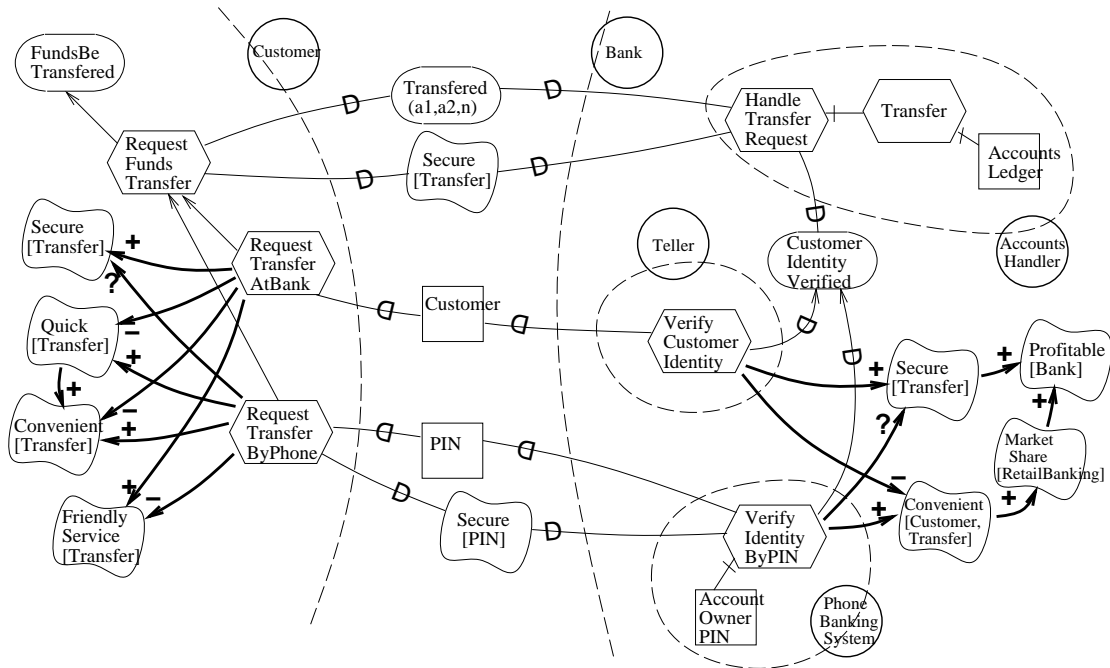 FundsBe
Transfered
Customer
Bank
Transfered
(a1,a2,n)
D
D
Handle
Transfer
Request
Transfer
Accounts
Ledger
Request
Funds
Transfer
D
Secure
[Transfer]
D
D
Secure
[Transfer]
+
?
Request
Transfer
AtBank
Teller
Customer
Identity
Verified
Accounts
Handler
Quick
[Transfer]
−
+
D
Customer
D
Verify
Customer
Identity
D
D
+
Secure
[Transfer]
+
Profitable
[Bank]
+
+
Convenient
[Transfer]
−
+
Request
Transfer
ByPhone
D
PIN
D
?
Market
Share
[RetailBanking]
−
+
−
Friendly
Service
[Transfer]
D
Secure
[PIN]
D
Verify
Identity
ByPIN
+
Convenient
[Customer,
Transfer]
+
Account
Owner
PIN
Phone
Banking
System